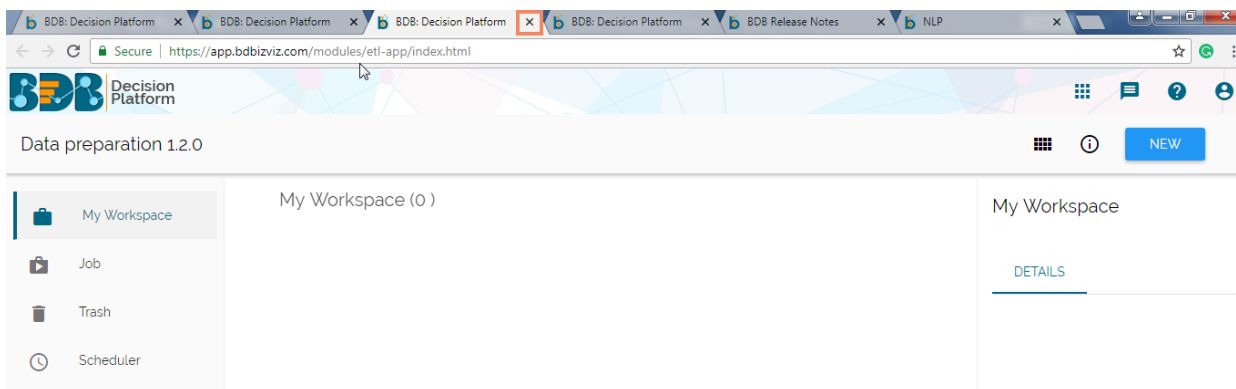 BDB: Decision Platform BDB: Decision Platform BDB: Decision Platform BDB: Decision Platform BDB Release Notes NLP
Secure | https://app.bdbizviz.com/modules/etl-app/index.html
BDB Decision
Platform
Data preparation 1.2.0
NEW
My Workspace
Job
Trash
Scheduler
My Workspace (0 )
My Workspace
DETAILS